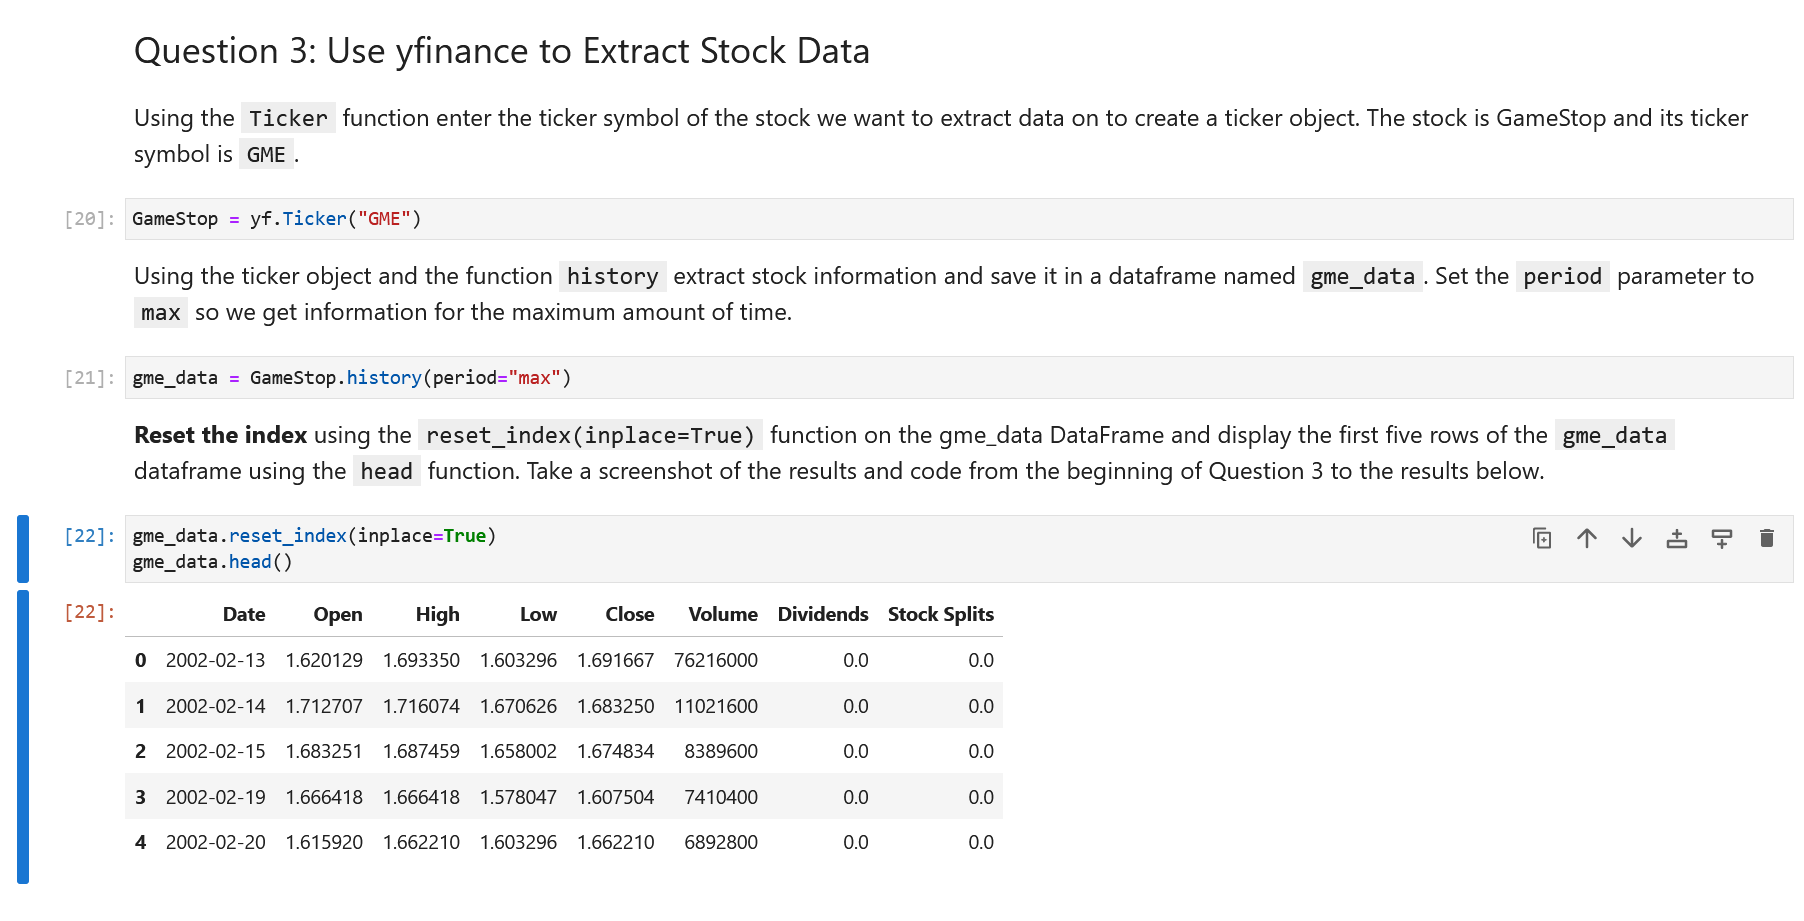 Question 3: Use yfinance to Extract Stock Data
Using the Ticker function enter the ticker symbol of the stock we want to extract data on to create a ticker object. The stock is GameStop and its ticker
symbol is GME .
[20]: GameStop = yf.Ticker("GME")
Using the ticker object and the function history extract stock information and save it in a dataframe named gme_data . Set the period parameter to
max so we get information for the maximum amount of time.
[21]: gme_data = GameStop.history(period="max")
Reset the index using the reset_index(inplace=True) function on the gme_data DataFrame and display the first five rows of the gme_data
dataframe using the head function. Take a screenshot of the results and code from the beginning of Question 3 to the results below.
[22]: gme_data.reset_index(inplace=True)
gme_data.head()
[22]: Date Open High Low Close Volume Dividends Stock Splits
0 2002-02-13 1.620129 1.693350 1.603296 1.691667 76216000 0.0 0.0
1 2002-02-14 1.712707 1.716074 1.670626 1.683250 11021600 0.0 0.0
2 2002-02-15 1.683251 1.687459 1.658002 1.674834 8389600 0.0 0.0
3 2002-02-19 1.666418 1.666418 1.578047 1.607504 7410400 0.0 0.0
4 2002-02-20 1.615920 1.662210 1.603296 1.662210 6892800 0.0 0.0